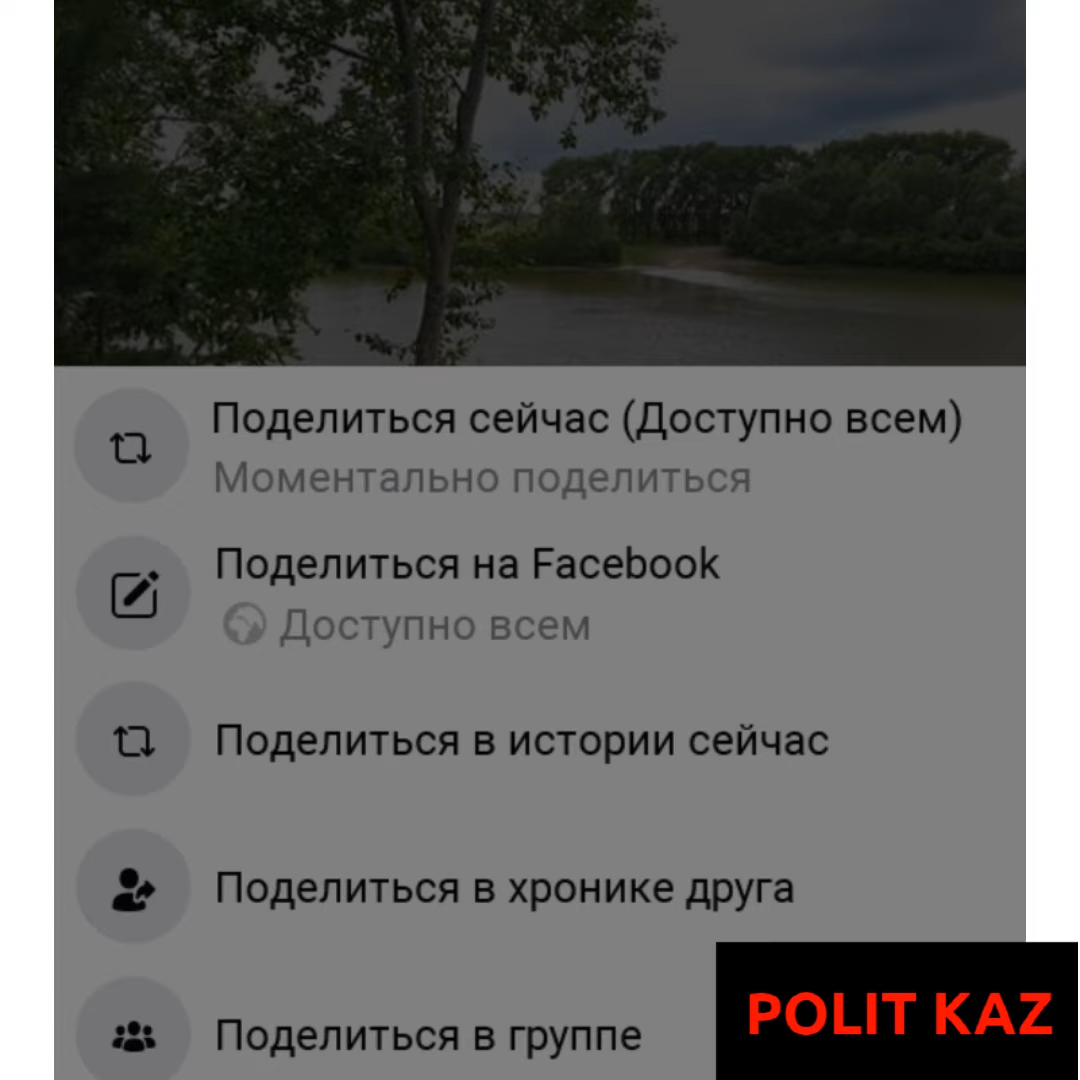 Поделиться сейчас (Доступно всем)
Моментально поделиться
Поделиться на Facebook
Доступно всем
Поделиться в истории сейчас
Поделиться в хронике друга
Поделиться в группе
POLIT KAZ